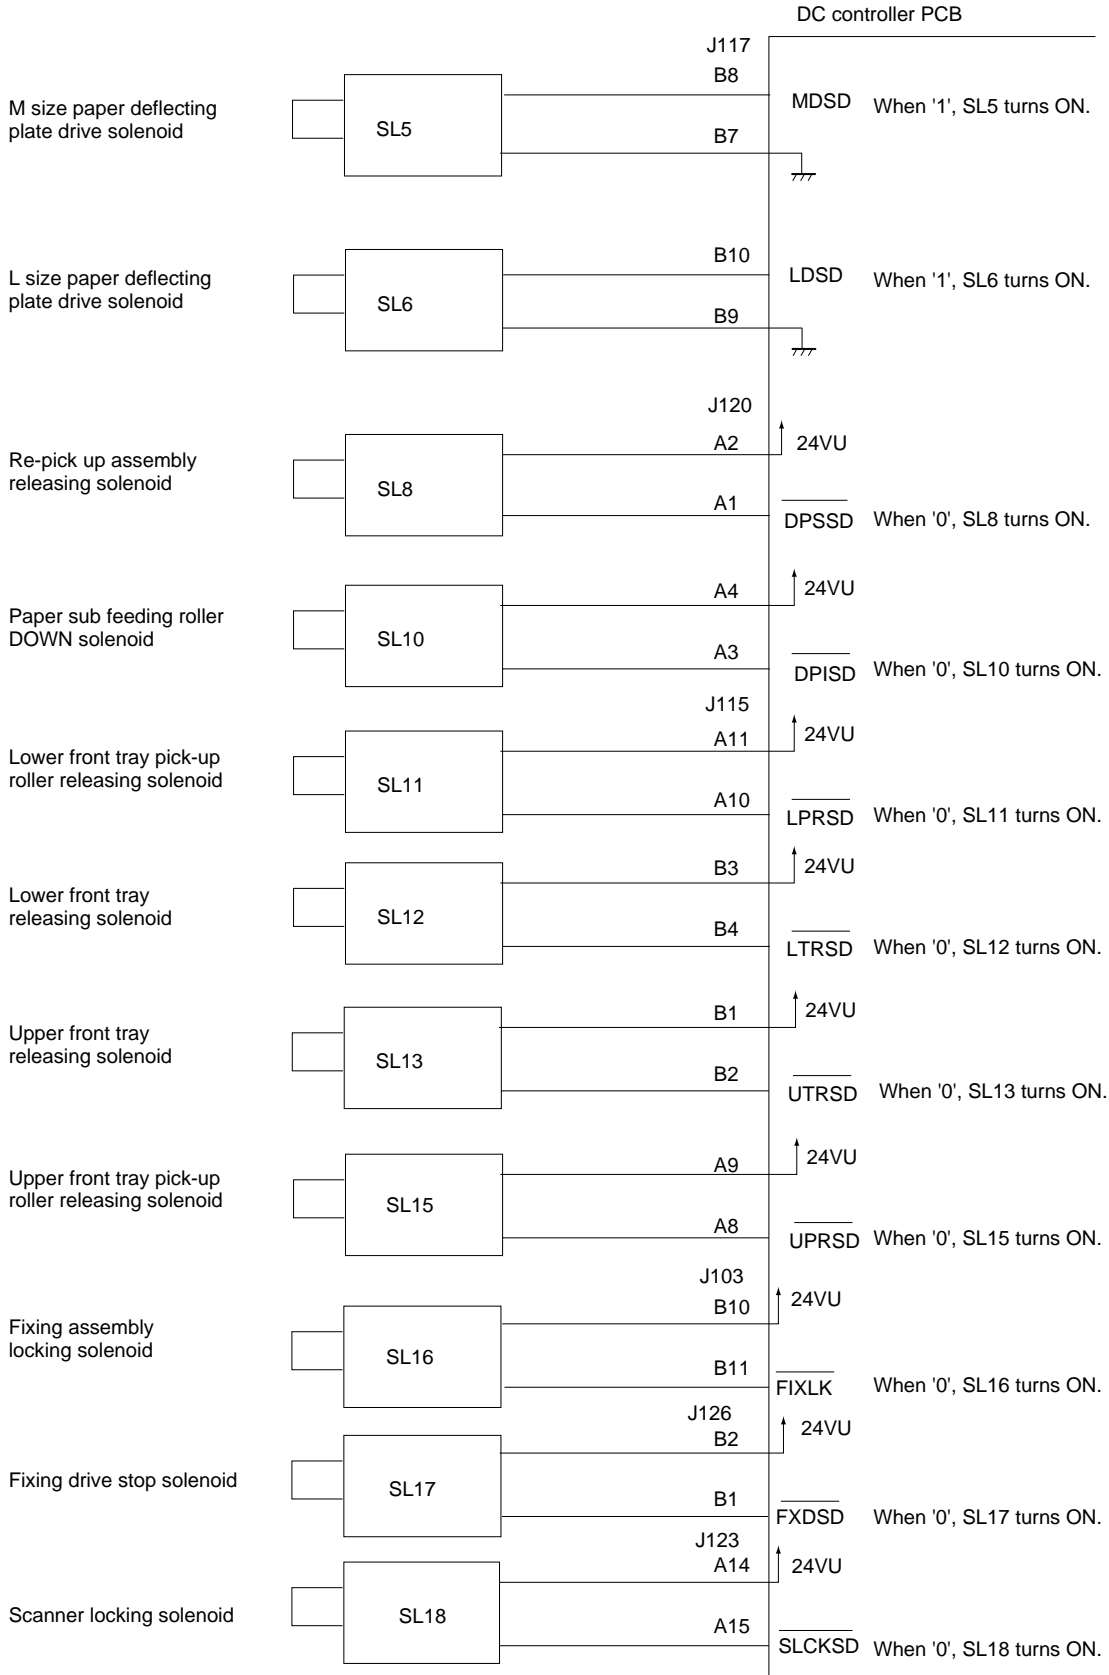 DC controller PCB
J117
B8
M size paper deflecting
plate drive solenoid
SL5
MDSD When '1', SL5 turns ON.
B7
B10
L size paper deflecting
plate drive solenoid
SL6
LDSD When '1', SL6 turns ON.
B9
J120
A2 24VU
Re-pick up assembly
releasing solenoid
SL8
A1
DPSSD When '0', SL8 turns ON.
A4 24VU
Paper sub feeding roller
DOWN solenoid
SL10
A3
DPISD When '0', SL10 turns ON.
J115
A11 24VU
Lower front tray pick-up
roller releasing solenoid
SL11
A10
LPRSD When '0', SL11 turns ON.
B3 24VU
Lower front tray
releasing solenoid
SL12
B4
LTRSD When '0', SL12 turns ON.
B1 24VU
Upper front tray
releasing solenoid
SL13
B2
UTRSD When '0', SL13 turns ON.
A9 24VU
Upper front tray pick-up
roller releasing solenoid
SL15
A8
UPRSD When '0', SL15 turns ON.
J103
B10 24VU
Fixing assembly
locking solenoid
SL16
B11
FIXLK When '0', SL16 turns ON.
J126
B2 24VU
Fixing drive stop solenoid
SL17
B1
FXDSD When '0', SL17 turns ON.
J123
A14 24VU
Scanner locking solenoid
SL18
A15
SLCKSD When '0', SL18 turns ON.